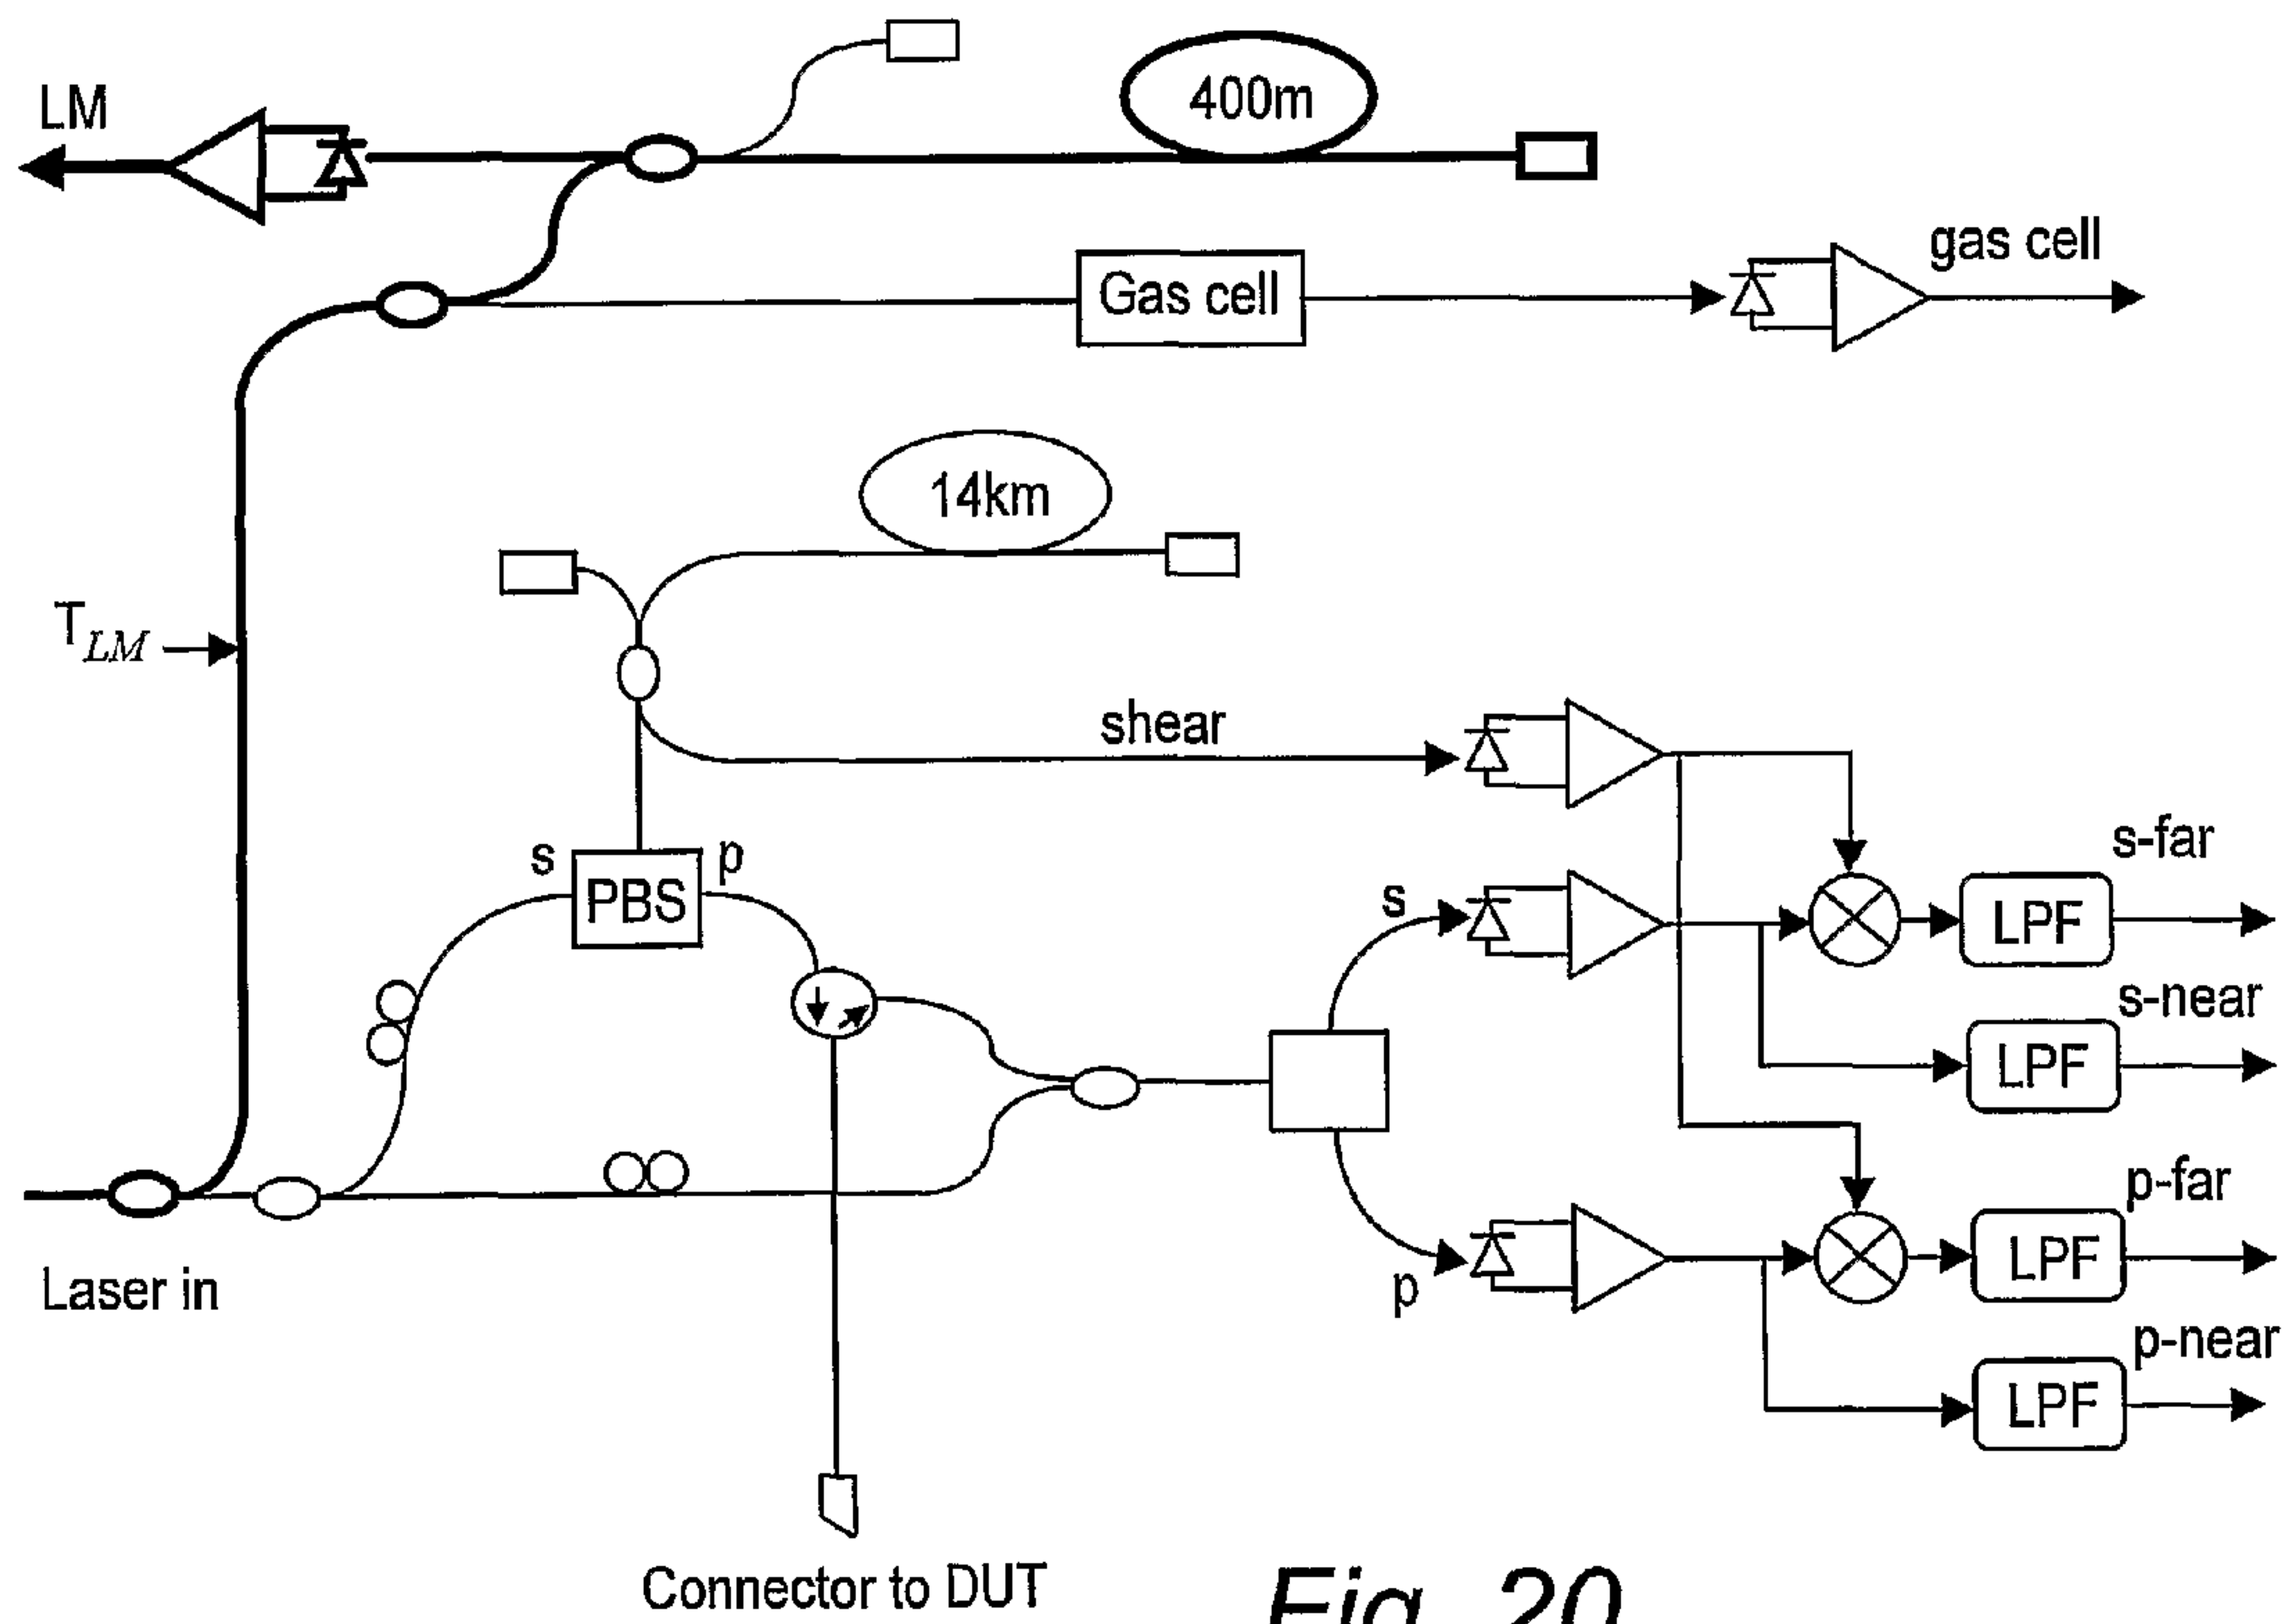 LM
400m
gas cell
Gas cell
14km
T_LM
shear
s
PBS
p
s
s-far
LPF
s-near
LPF
p-far
LPF
p
p-near
LPF
Laser in
Connector to DUT
Fig. 20